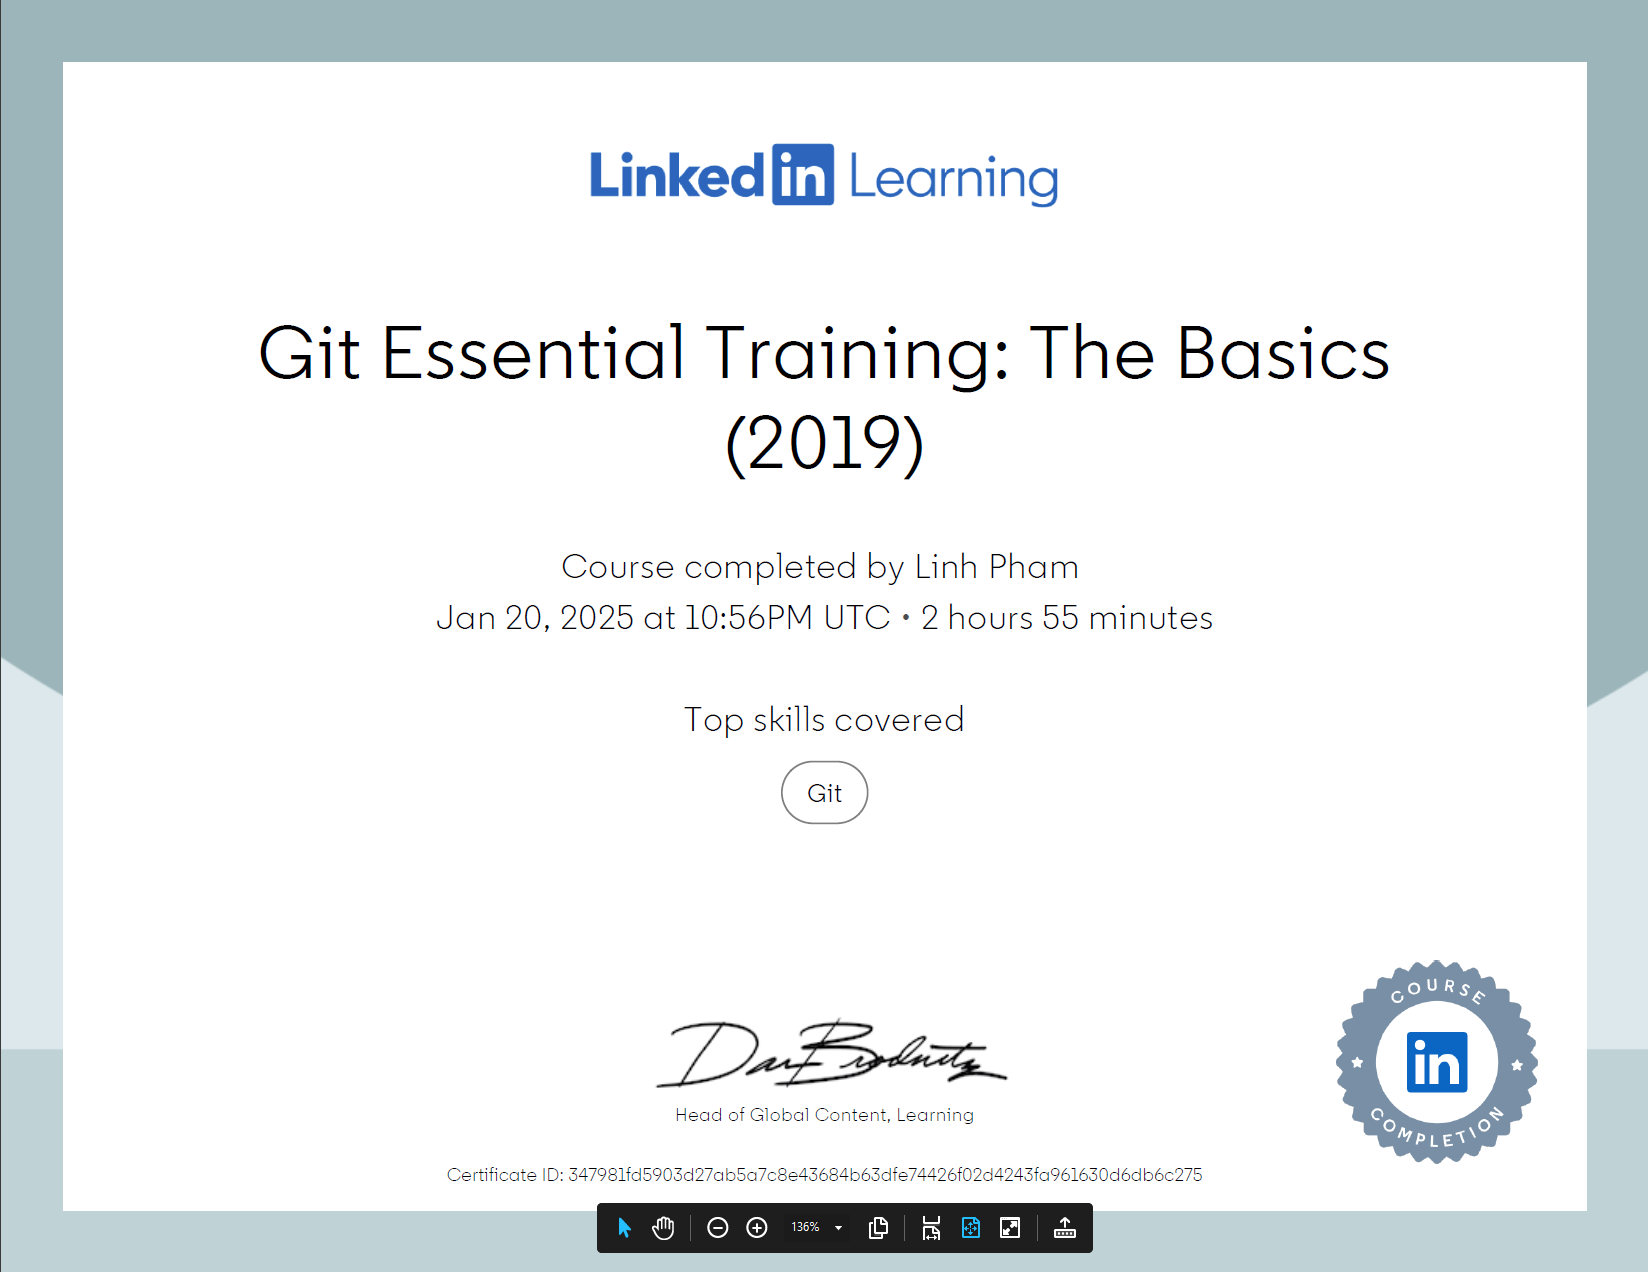 Linked in Learning
Git Essential Training: The Basics
(2019)
Course completed by Linh Pham
Jan 20, 2025 at 10:56PM UTC • 2 hours 55 minutes
Top skills covered
Git
Dan Brodnitz
Head of Global Content, Learning
COURSE
in
COMPLETION
Certificate ID: 347981fd5903d27ab5a7c8e43684b63dfe74426f02d4243fa961630d6db6c275
136%